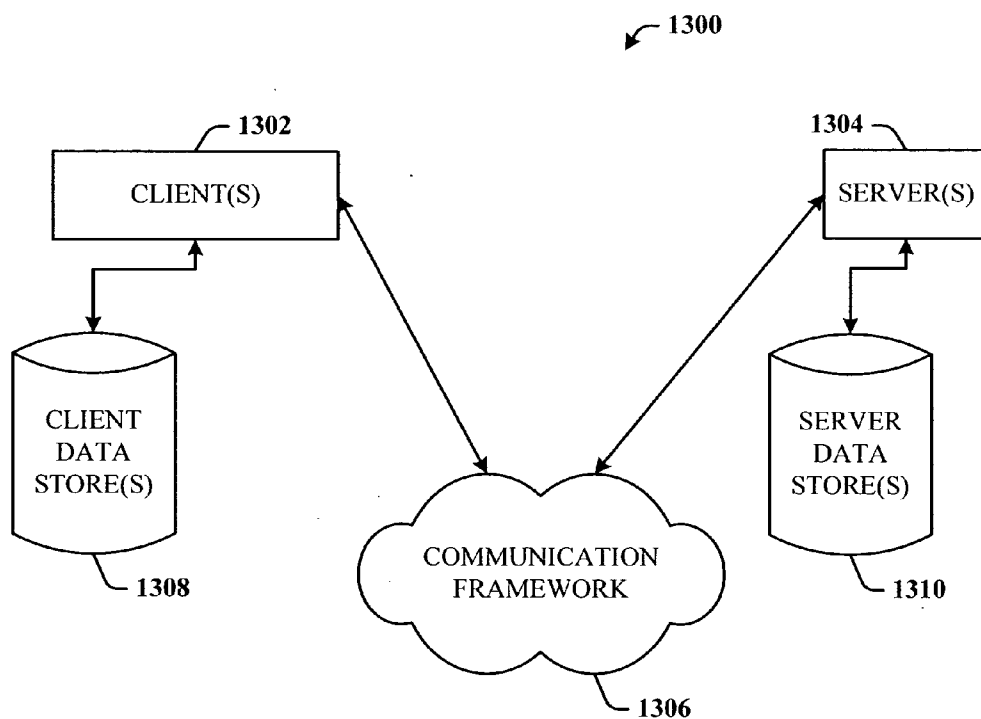 1300
1302
1304
CLIENT(S)
SERVER(S)
CLIENT
DATA
STORE(S)
SERVER
DATA
STORE(S)
COMMUNICATION
FRAMEWORK
1308
1310
1306